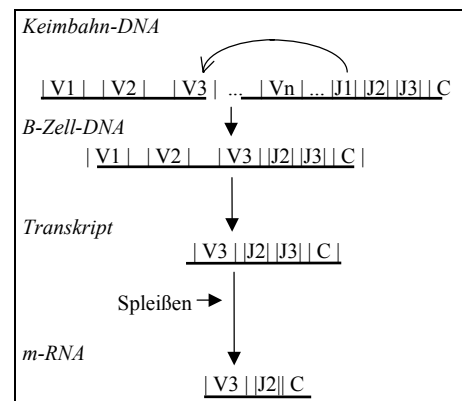 Keimbahn-DNA
| V1 | | V2 | | V3 | ... | Vn | ... |J1||J2||J3|| C
B-Zell-DNA
| V1 | | V2 | | V3 ||J2||J3|| C |
Transkript
| V3 ||J2||J3|| C |
Spleißen
m-RNA
| V3 ||J2|| C